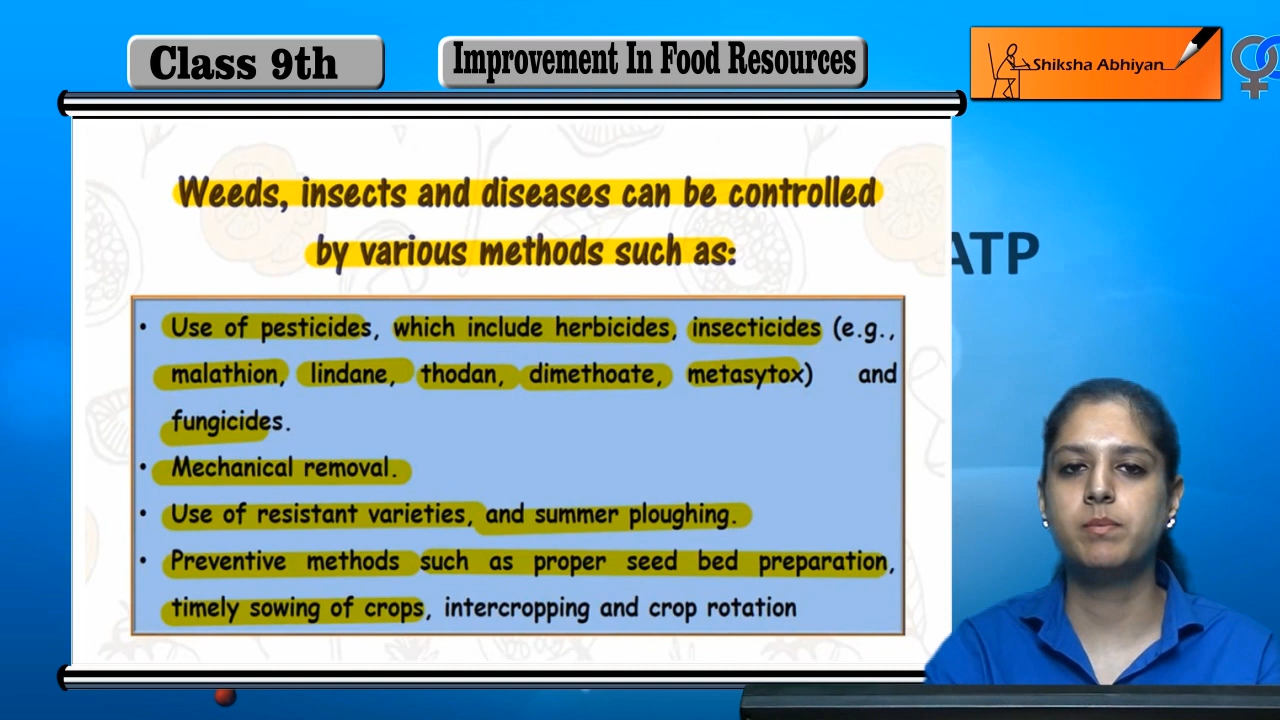 Class 9th
Improvement In Food Resources
Shiksha Abhiyan
Weeds, insects and diseases can be controlled
by various methods such as:
ATP
• Use of pesticides, which include herbicides, insecticides (e.g.,
malathion, lindane, thodan, dimethoate, metasytox) and
fungicides.
• Mechanical removal.
• Use of resistant varieties, and summer ploughing.
• Preventive methods such as proper seed bed preparation,
timely sowing of crops, intercropping and crop rotation